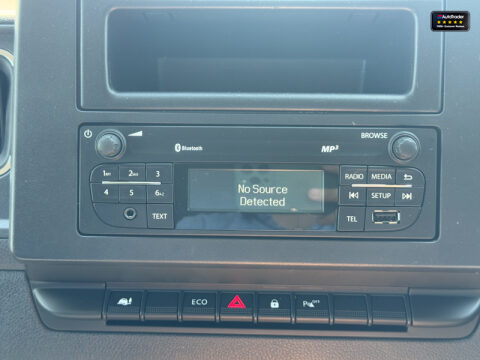 AutoTrader
BROWSE
Bluetooth
MP3
1 2 3
RADIO MEDIA
No Source
Detected
4 5 6
SETUP
TEXT
TEL
ECO
OFF